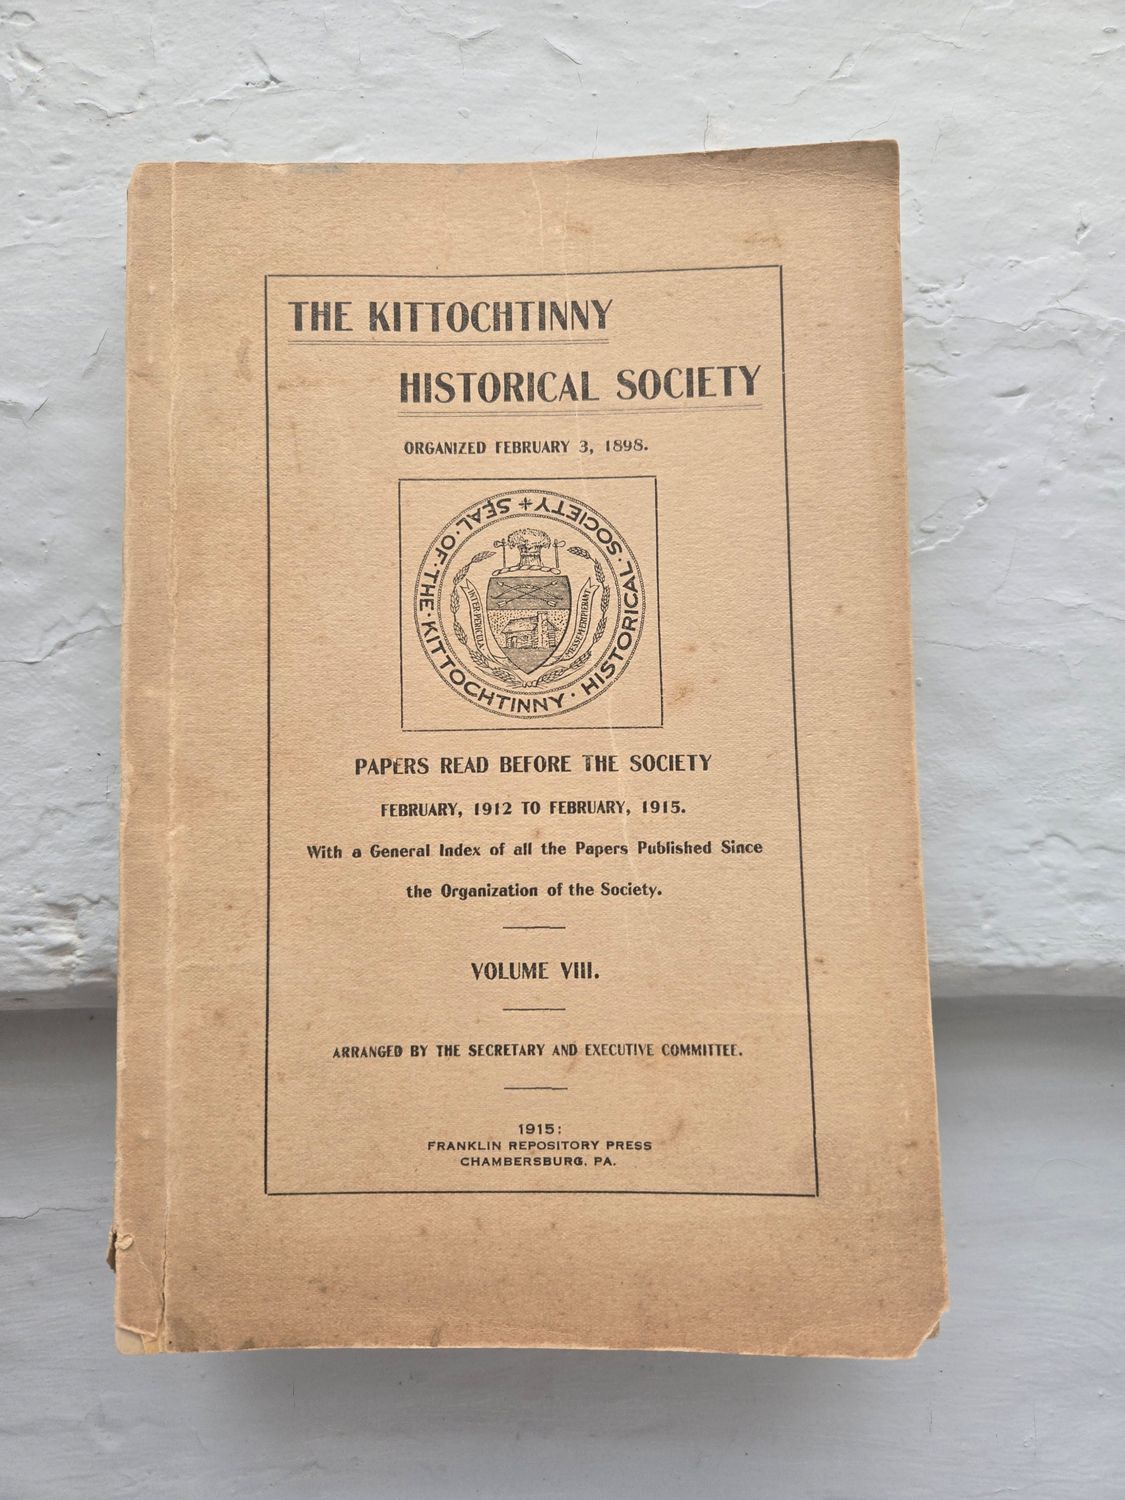 THE KITTOCHTINNY
HISTORICAL SOCIETY
ORGANIZED FEBRUARY 3, 1898.
SEAL · OF · THE · KITTOCHTINNY · HISTORICAL · SOCIETY
INTER PERICULA
PAPERS READ BEFORE THE SOCIETY
FEBRUARY, 1912 TO FEBRUARY, 1915.
With a General Index of all the Papers Published Since
the Organization of the Society.
VOLUME VIII.
ARRANGED BY THE SECRETARY AND EXECUTIVE COMMITTEE.
1915:
FRANKLIN REPOSITORY PRESS
CHAMBERSBURG, PA.